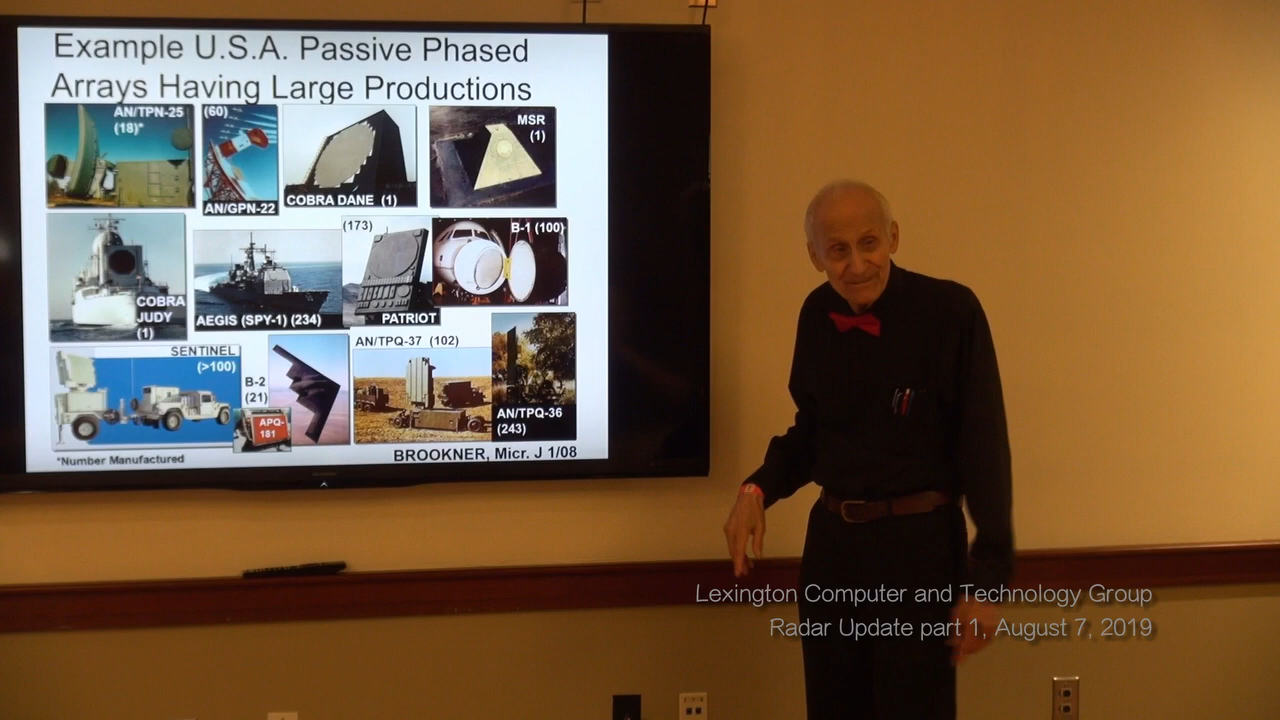 Example U.S.A. Passive Phased
Arrays Having Large Productions
AN/TPN-25
(18)*
(60)
AN/GPN-22
COBRA DANE (1)
MSR
(1)
COBRA
JUDY
(1)
AEGIS (SPY-1) (234)
(173)
PATRIOT
B-1 (100)
SENTINEL
(>100)
B-2
(21)
APQ-
181
AN/TPQ-37 (102)
AN/TPQ-36
(243)
*Number Manufactured
BROOKNER, Micr. J 1/08
Lexington Computer and Technology Group
Radar Update part 1, August 7, 2019